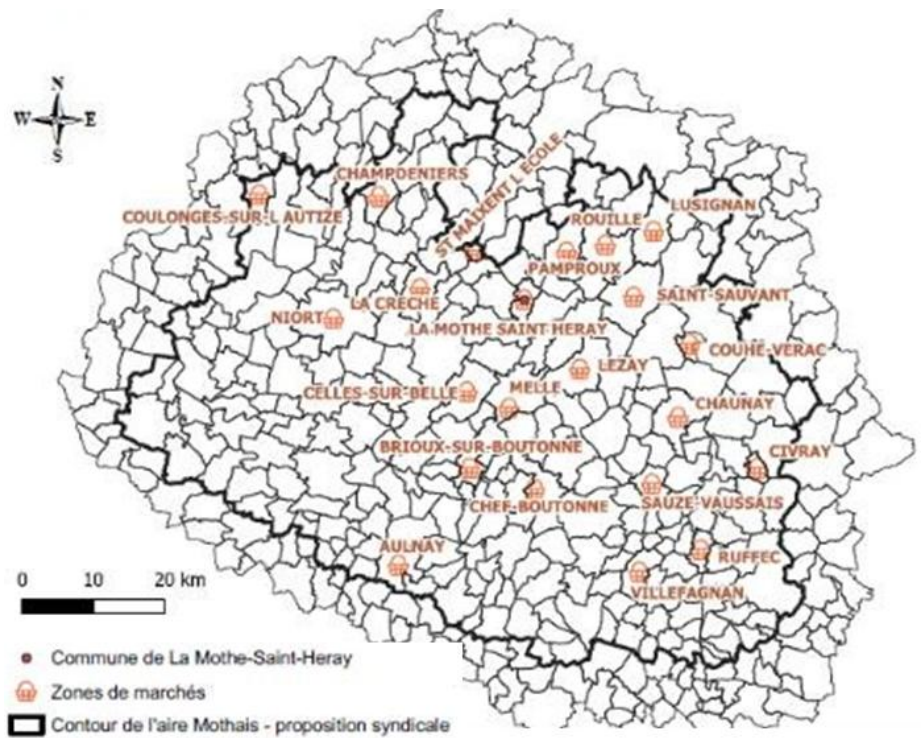 N
W E
S
CHAMPDENIERS
ST MAIXENT L ECOLE
COULONGES-SUR-L AUTIZE
LUSIGNAN
ROUILLE
PAMPROUX
LA CRECHE
SAINT-SAUVANT
NIORT
LA MOTHE SAINT HERAY
COUHE-VERAC
LEZAY
CELLES-SUR-BELLE
MELLE
CHAUNAY
BRIOUX-SUR-BOUTONNE
CIVRAY
CHEF-BOUTONNE
SAUZE-VAUSSAIS
AULNAY
RUFFEC
VILLEFAGNAN
0 10 20 km
Commune de La Mothe-Saint-Heray
Zones de marchés
Contour de l'aire Mothais - proposition syndicale